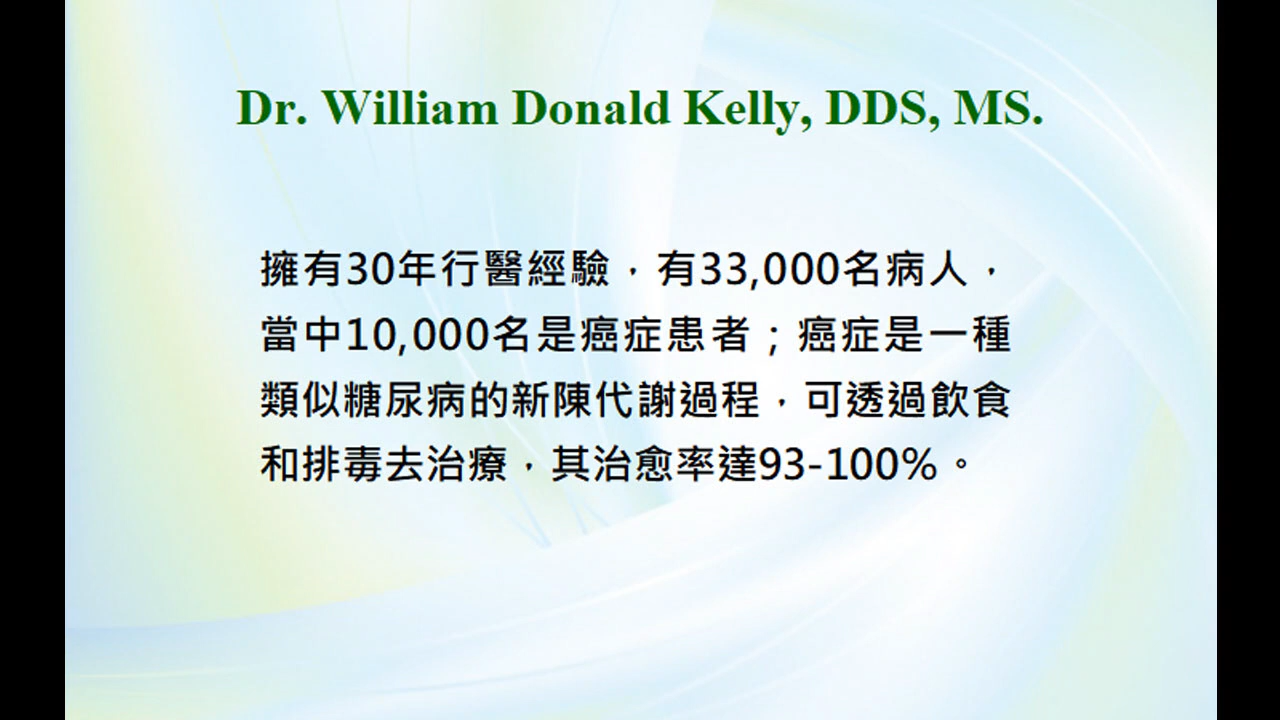 Dr. William Donald Kelly, DDS, MS.
擁有30年行醫經驗，有33,000名病人，
當中10,000名是癌症患者；癌症是一種
類似糖尿病的新陳代謝過程，可透過飲食
和排毒去治療，其治愈率達93-100%。